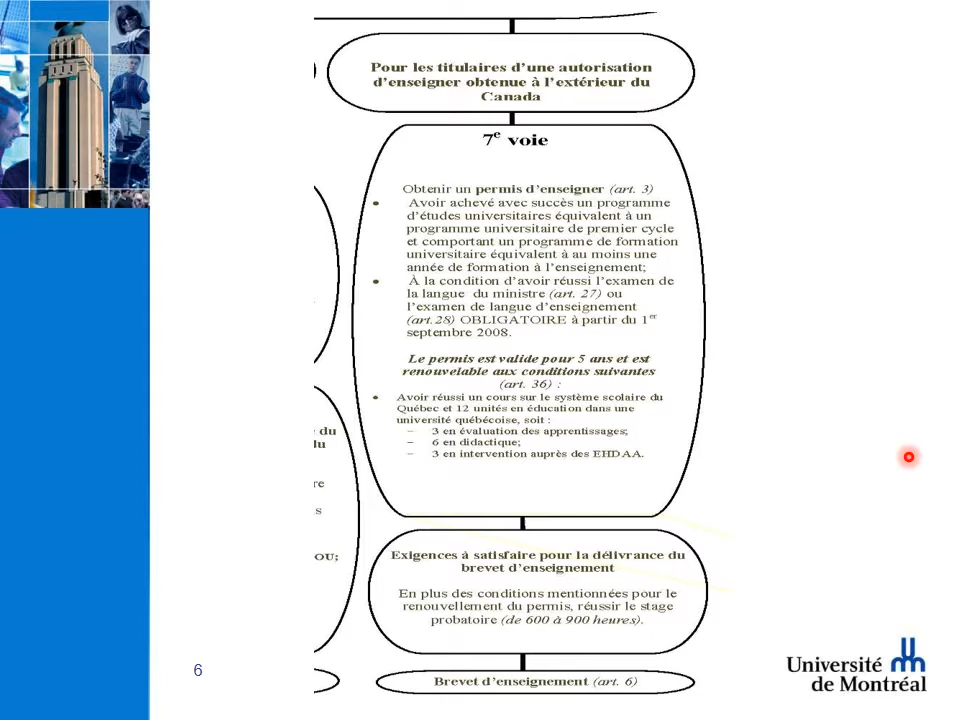 Pour les titulaires d'une autorisation
d'enseigner obtenue à l'extérieur du
Canada
7e voie
Obtenir un permis d'enseigner (art. 3)
• Avoir achevé avec succès un programme
d'études universitaires équivalent à un
programme universitaire de premier cycle
et comportant un programme de formation
universitaire équivalent à au moins une
année de formation à l'enseignement;
• À la condition d'avoir réussi l'examen de
la langue du ministre (art. 27) ou
l'examen de langue d'enseignement
(art.28) OBLIGATOIRE à partir du 1er
septembre 2008.
Le permis est valide pour 5 ans et est
renouvelable aux conditions suivantes
(art. 36) :
• Avoir réussi un cours sur le système scolaire du
Québec et 12 unités en éducation dans une
université québécoise, soit :
– 3 en évaluation des apprentissages;
– 6 en didactique;
– 3 en intervention auprès des EHDAA.
du
du
re
s
OU;
Exigences à satisfaire pour la délivrance du
brevet d'enseignement
En plus des conditions mentionnées pour le
renouvellement du permis, réussir le stage
probatoire (de 600 à 900 heures).
Brevet d'enseignement (art. 6)
6
Université
de Montréal